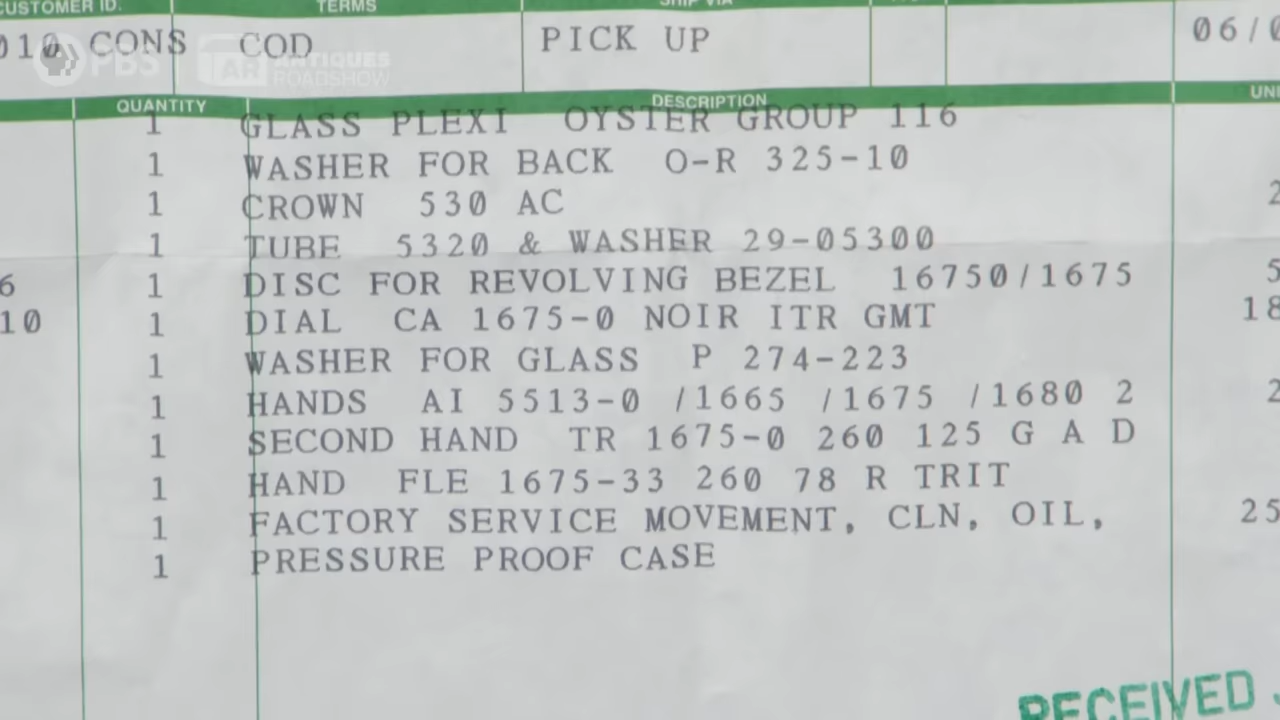 CUSTOMER ID. TERMS SHIP VIA
010 CONS COD PICK UP 06/0
PBS ANTIQUES ROADSHOW
QUANTITY DESCRIPTION UNI
1 GLASS PLEXI OYSTER GROUP 116
1 WASHER FOR BACK O-R 325-10
1 CROWN 530 AC 2
1 TUBE 5320 & WASHER 29-05300
6 1 DISC FOR REVOLVING BEZEL 16750/1675 5
10 1 DIAL CA 1675-0 NOIR ITR GMT 18
1 WASHER FOR GLASS P 274-223
1 HANDS AI 5513-0 /1665 /1675 /1680 2 2
1 SECOND HAND TR 1675-0 260 125 G A D
1 HAND FLE 1675-33 260 78 R TRIT
1 FACTORY SERVICE MOVEMENT, CLN, OIL, 25
1 PRESSURE PROOF CASE
RECEIVED